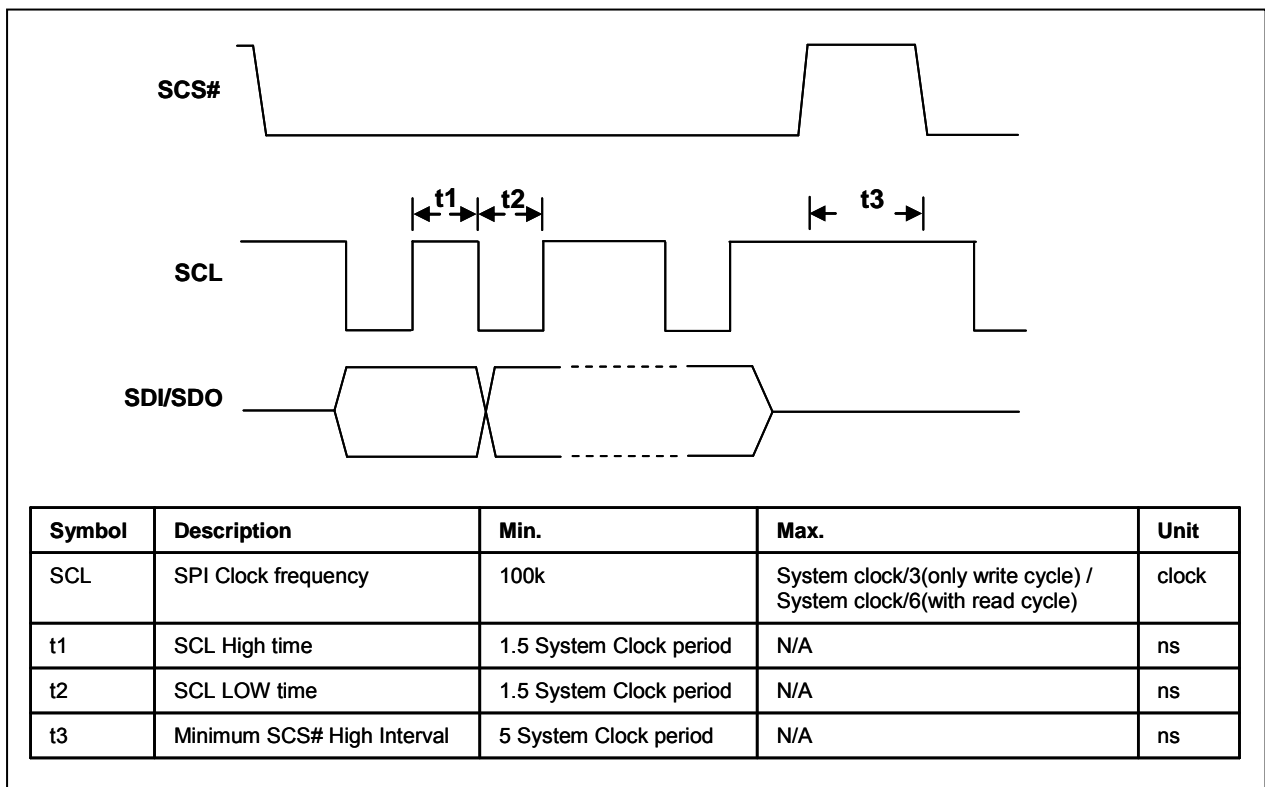 SCS#
t1 t2 t3
SCL
SDI/SDO
Symbol Description Min. Max. Unit
SCL SPI Clock frequency 100k System clock/3(only write cycle) / clock
System clock/6(with read cycle)
t1 SCL High time 1.5 System Clock period N/A ns
t2 SCL LOW time 1.5 System Clock period N/A ns
t3 Minimum SCS# High Interval 5 System Clock period N/A ns